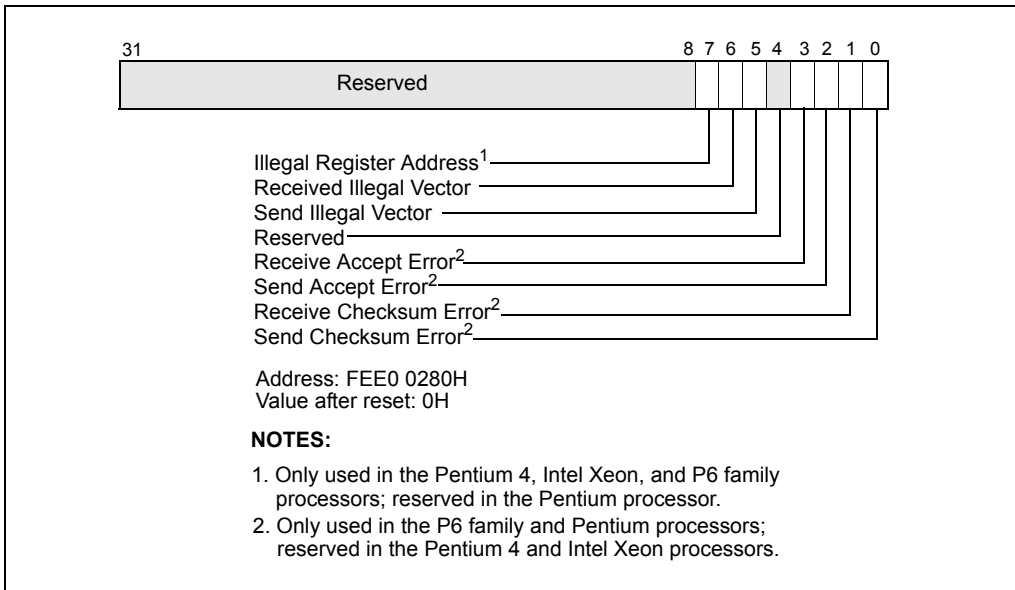 31 8 7 6 5 4 3 2 1 0
Reserved
Illegal Register Address1
Received Illegal Vector
Send Illegal Vector
Reserved
Receive Accept Error2
Send Accept Error2
Receive Checksum Error2
Send Checksum Error2
Address: FEE0 0280H
Value after reset: 0H
NOTES:
1. Only used in the Pentium 4, Intel Xeon, and P6 family
processors; reserved in the Pentium processor.
2. Only used in the P6 family and Pentium processors;
reserved in the Pentium 4 and Intel Xeon processors.